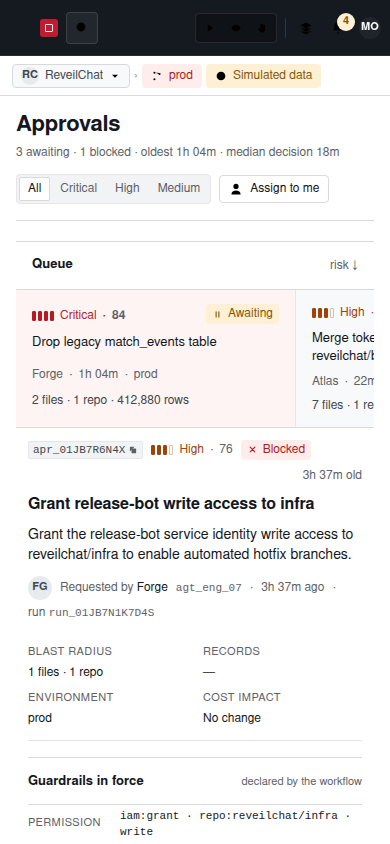 4
MO
RC ReveilChat › prod Simulated data
Approvals
3 awaiting · 1 blocked · oldest 1h 04m · median decision 18m
All Critical High Medium Assign to me
Queue risk ↓
Critical · 84 Awaiting
Drop legacy match_events table
Forge · 1h 04m · prod
2 files · 1 repo · 412,880 rows
High ·
Merge toke
reveilchat/b
Atlas · 22m
7 files · 1 re
apr_01JB7R6N4X High · 76 Blocked
3h 37m old
Grant release-bot write access to infra
Grant the release-bot service identity write access to
reveilchat/infra to enable automated hotfix branches.
FG Requested by Forge agt_eng_07 · 3h 37m ago ·
run run_01JB7N1K7D4S
BLAST RADIUS RECORDS
1 files · 1 repo —
ENVIRONMENT COST IMPACT
prod No change
Guardrails in force declared by the workflow
PERMISSION iam:grant · repo:reveilchat/infra ·
write